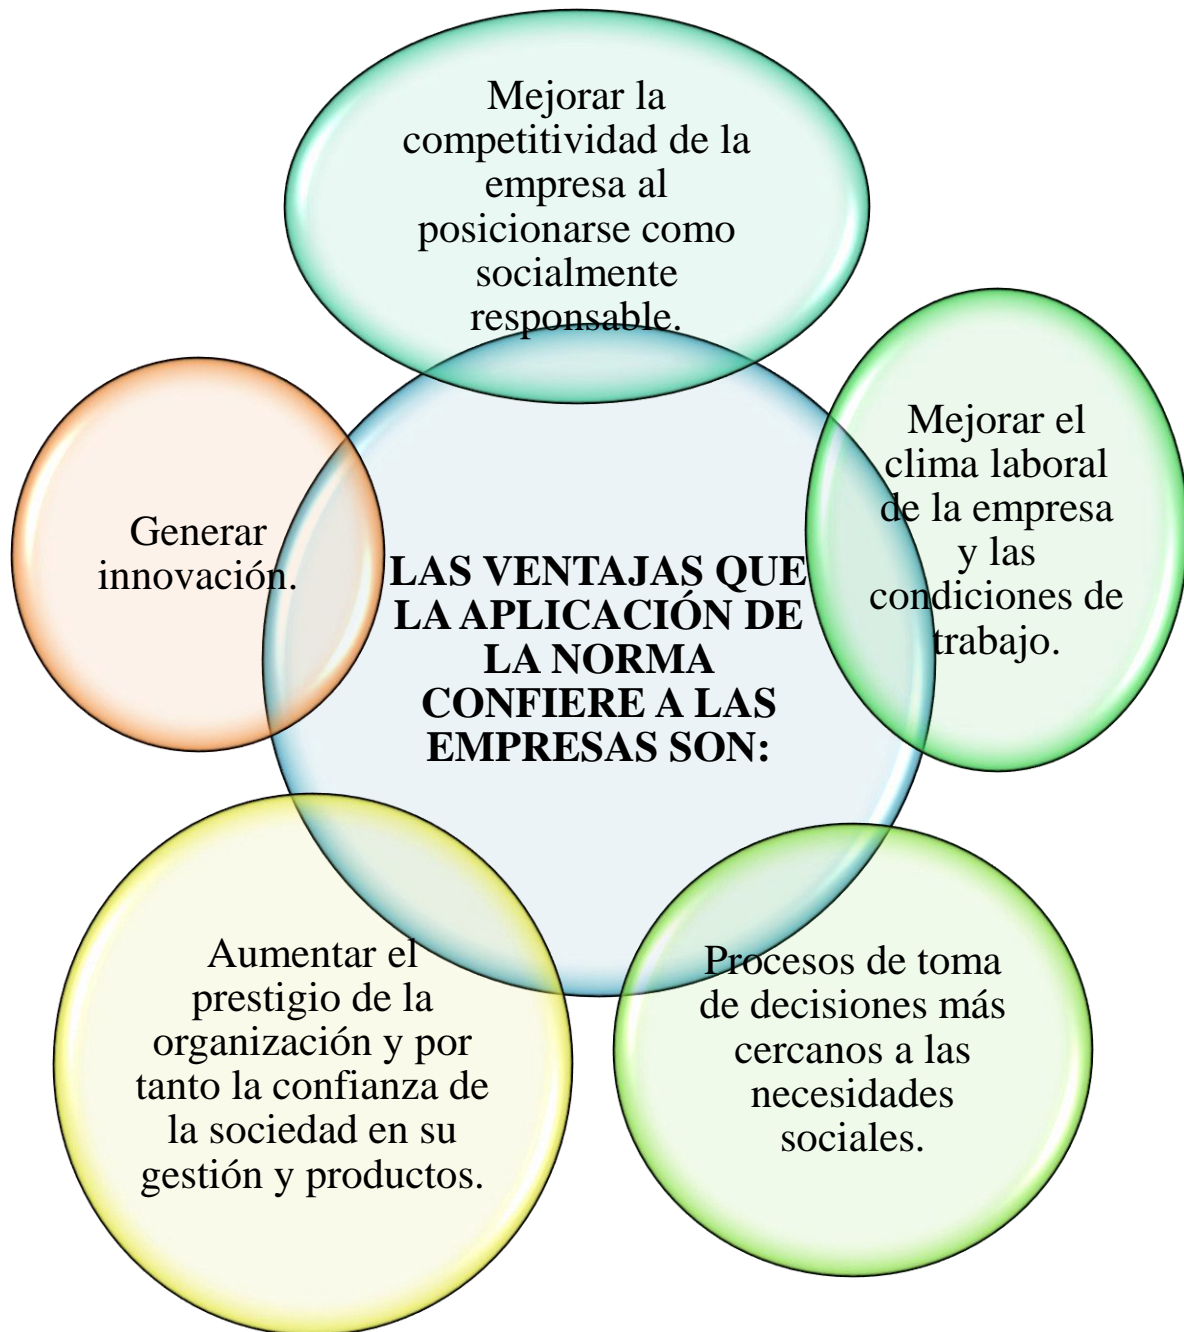 Mejorar la
competitividad de la
empresa al
posicionarse como
socialmente
responsable.
Mejorar el
clima laboral
de la empresa
y las
condiciones de
trabajo.
Generar
innovación.
LAS VENTAJAS QUE
LA APLICACIÓN DE
LA NORMA
CONFIERE A LAS
EMPRESAS SON:
Procesos de toma
de decisiones más
cercanos a las
necesidades
sociales.
Aumentar el
prestigio de la
organización y por
tanto la confianza de
la sociedad en su
gestión y productos.